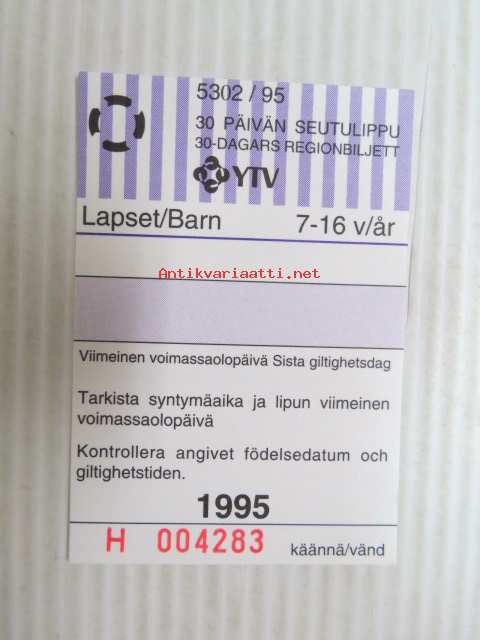 5302 / 95
30 PÄIVÄN SEUTULIPPU
30-DAGARS REGIONBILJETT
YTV
Lapset/Barn 7-16 v/år
Antikvariaatti.net
Viimeinen voimassaolopäivä Sista giltighetsdag
Tarkista syntymäaika ja lipun viimeinen
voimassaolopäivä
Kontrollera angivet födelsedatum och
giltighetstiden.
1995
H 004283 käännä/vänd